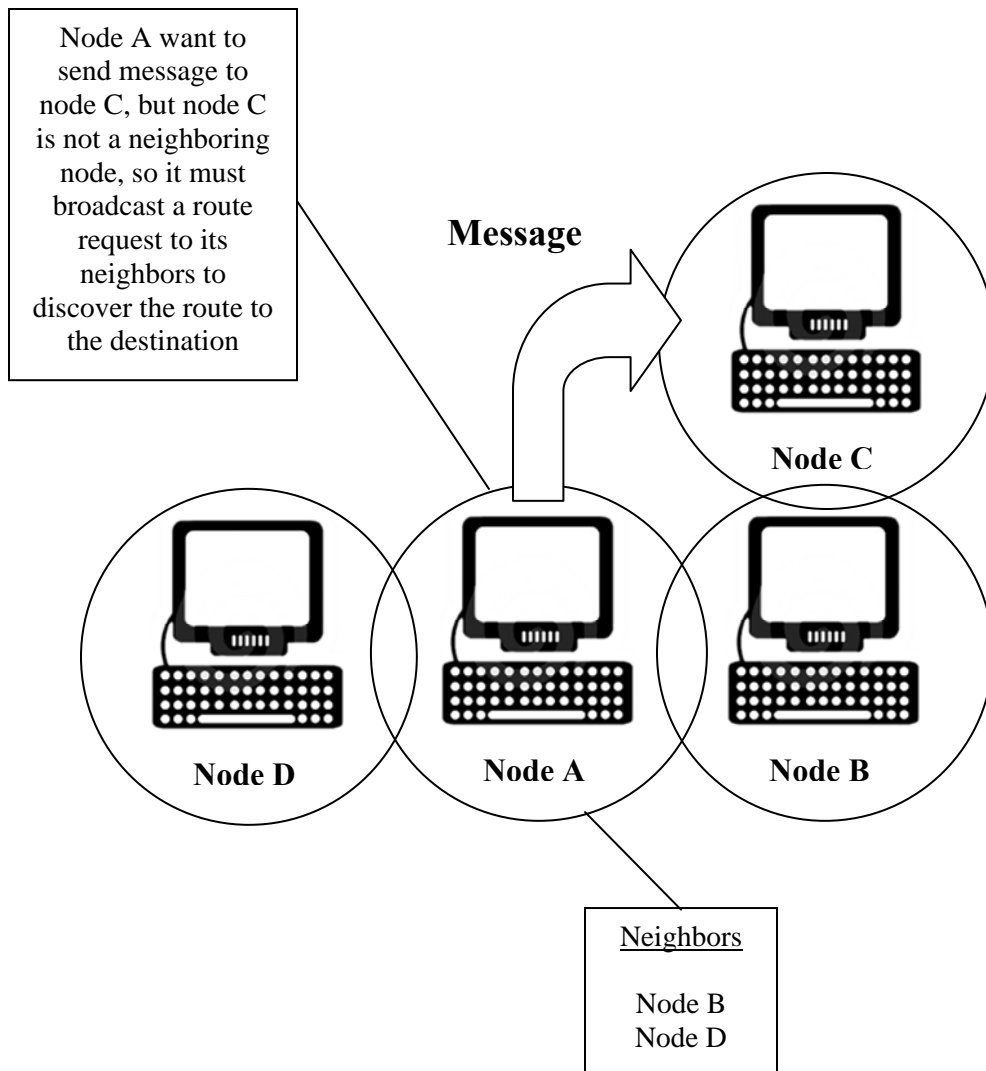 Node A want to
send message to
node C, but node C
is not a neighboring
node, so it must
broadcast a route
request to its
neighbors to
discover the route to
the destination
Message
Node C
Node D
Node A
Node B
Neighbors
Node B
Node D